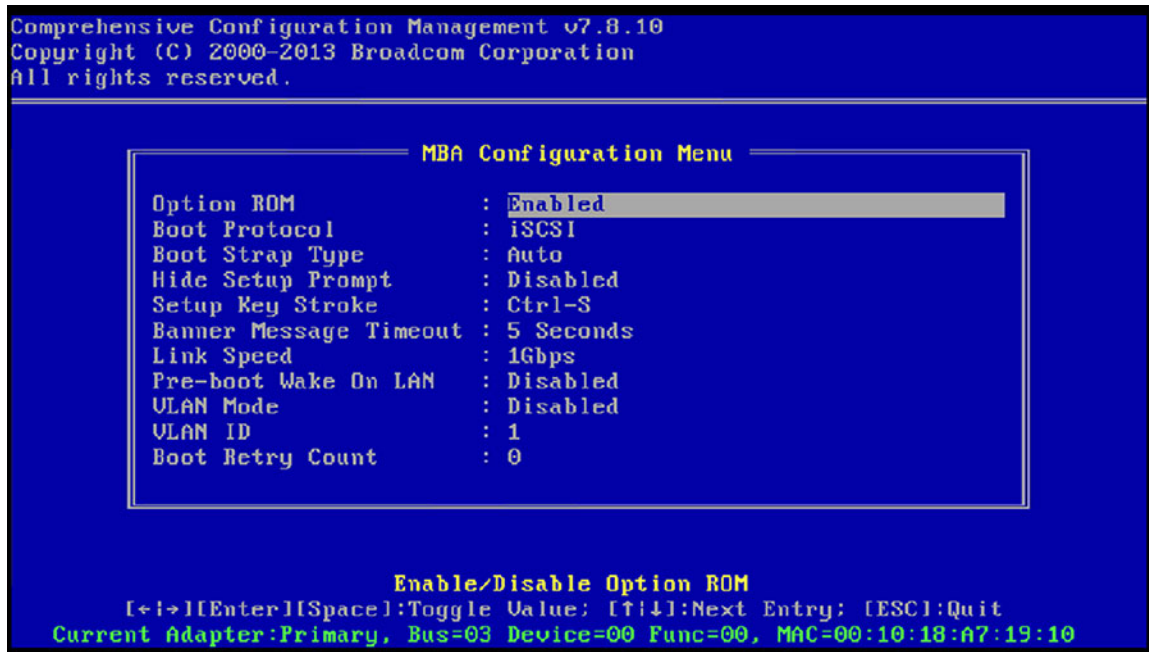 Comprehensive Configuration Management v7.8.10
Copyright (C) 2000-2013 Broadcom Corporation
All rights reserved.
MBA Configuration Menu
Option ROM : Enabled
Boot Protocol : iSCSI
Boot Strap Type : Auto
Hide Setup Prompt : Disabled
Setup Key Stroke : Ctrl-S
Banner Message Timeout : 5 Seconds
Link Speed : 1Gbps
Pre-boot Wake On LAN : Disabled
VLAN Mode : Disabled
VLAN ID : 1
Boot Retry Count : 0
Enable/Disable Option ROM
[←|→][Enter][Space]:Toggle Value; [↑|↓]:Next Entry; [ESC]:Quit
Current Adapter:Primary, Bus=03 Device=00 Func=00, MAC=00:10:18:A7:19:10